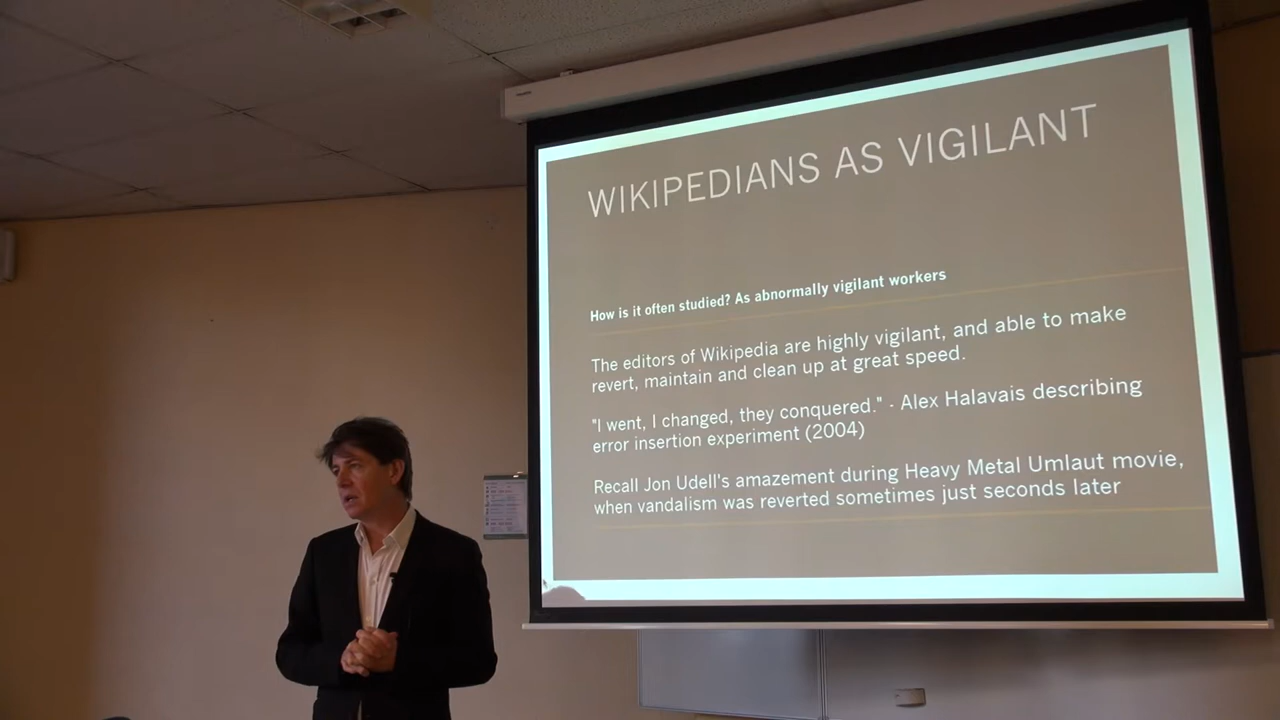 WIKIPEDIANS AS VIGILANT
How is it often studied? As abnormally vigilant workers
The editors of Wikipedia are highly vigilant, and able to make
revert, maintain and clean up at great speed.
"I went, I changed, they conquered." - Alex Halavais describing
error insertion experiment (2004)
Recall Jon Udell's amazement during Heavy Metal Umlaut movie,
when vandalism was reverted sometimes just seconds later